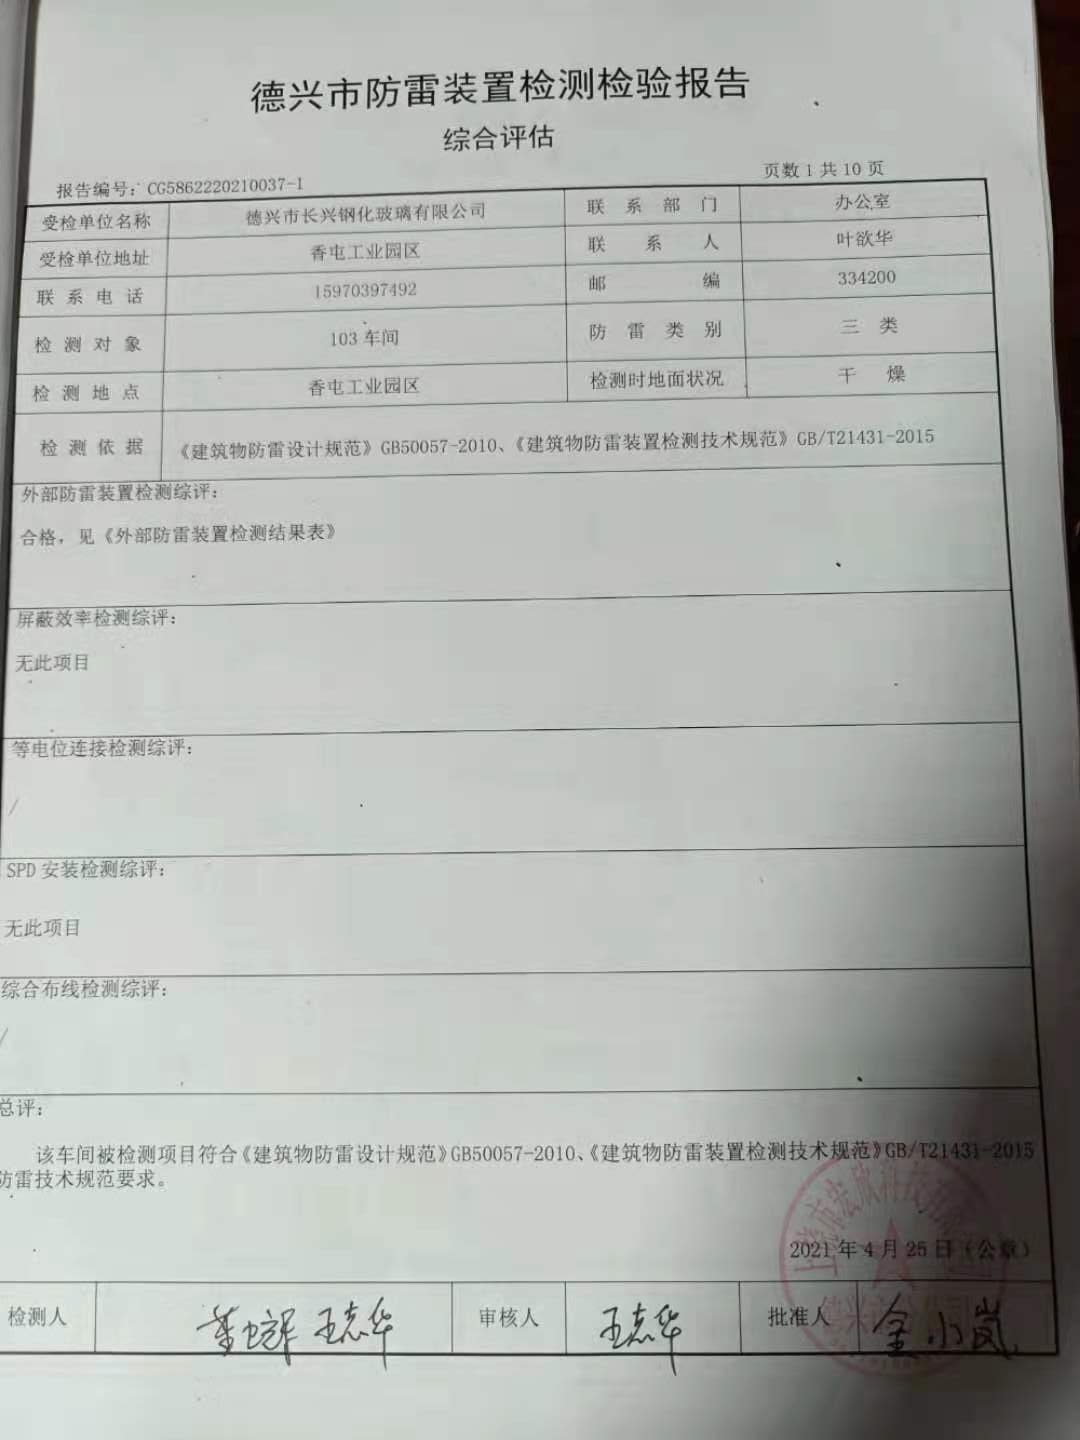 德兴市防雷装置检测检验报告
综合评估
报告编号：CG5862220210037-1
页数 1 共 10 页
受检单位名称 德兴市长兴钢化玻璃有限公司 联系部门 办公室
受检单位地址 香屯工业园区 联系人 叶欲华
联系电话 15970397492 邮编 334200
检测对象 103 车间 防雷类别 三类
检测地点 香屯工业园区 检测时地面状况 干燥
检测依据 《建筑物防雷设计规范》GB50057-2010、《建筑物防雷装置检测技术规范》GB/T21431-2015
外部防雷装置检测综评：
合格，见《外部防雷装置检测结果表》
屏蔽效率检测综评：
无此项目
等电位连接检测综评：
/
SPD 安装检测综评：
无此项目
综合布线检测综评：
/
总评：
该车间被检测项目符合《建筑物防雷设计规范》GB50057-2010、《建筑物防雷装置检测技术规范》GB/T21431-2015
防雷技术规范要求。
2021 年 4 月 25 日（公章）
检测人 王志华 审核人 王志华 批准人 金小岚